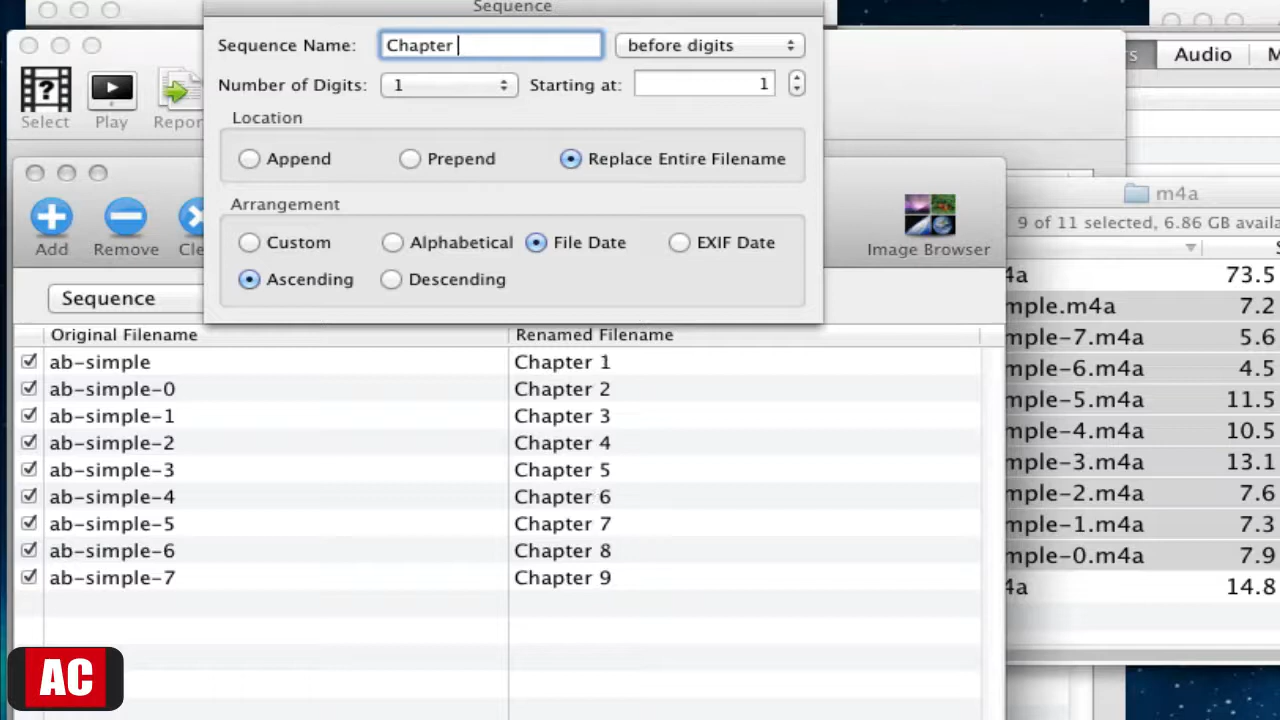 Sequence
Sequence Name: Chapter before digits
Number of Digits: 1 Starting at: 1
Location
Append Prepend Replace Entire Filename
Arrangement
Custom Alphabetical File Date EXIF Date
Ascending Descending
Select Play Repor
Audio M
Add Remove Cle Image Browser
Sequence
Original Filename Renamed Filename
ab-simple Chapter 1
ab-simple-0 Chapter 2
ab-simple-1 Chapter 3
ab-simple-2 Chapter 4
ab-simple-3 Chapter 5
ab-simple-4 Chapter 6
ab-simple-5 Chapter 7
ab-simple-6 Chapter 8
ab-simple-7 Chapter 9
m4a
9 of 11 selected, 6.86 GB availa
4a 73.5
mple.m4a 7.2
mple-7.m4a 5.6
mple-6.m4a 4.5
mple-5.m4a 11.5
mple-4.m4a 10.5
mple-3.m4a 13.1
mple-2.m4a 7.6
mple-1.m4a 7.3
mple-0.m4a 7.9
4a 14.8
AC